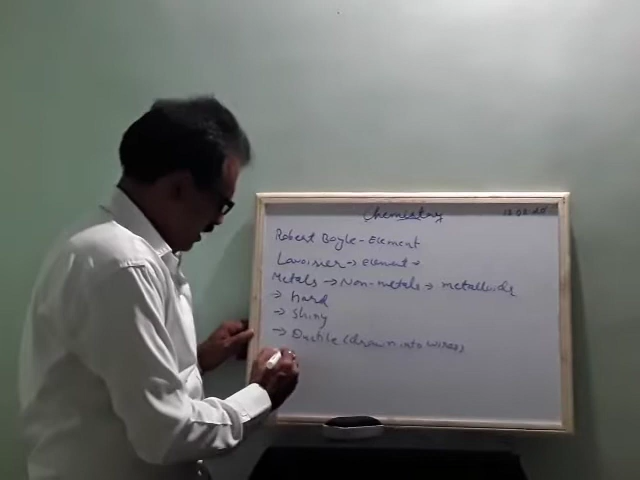 Chemistry
Robert Boyle - Element
Lavoisier → Element →
Metals → Non-metals → metalloids
→ hard
→ Shiny
→ Ductile (drawn into wires)